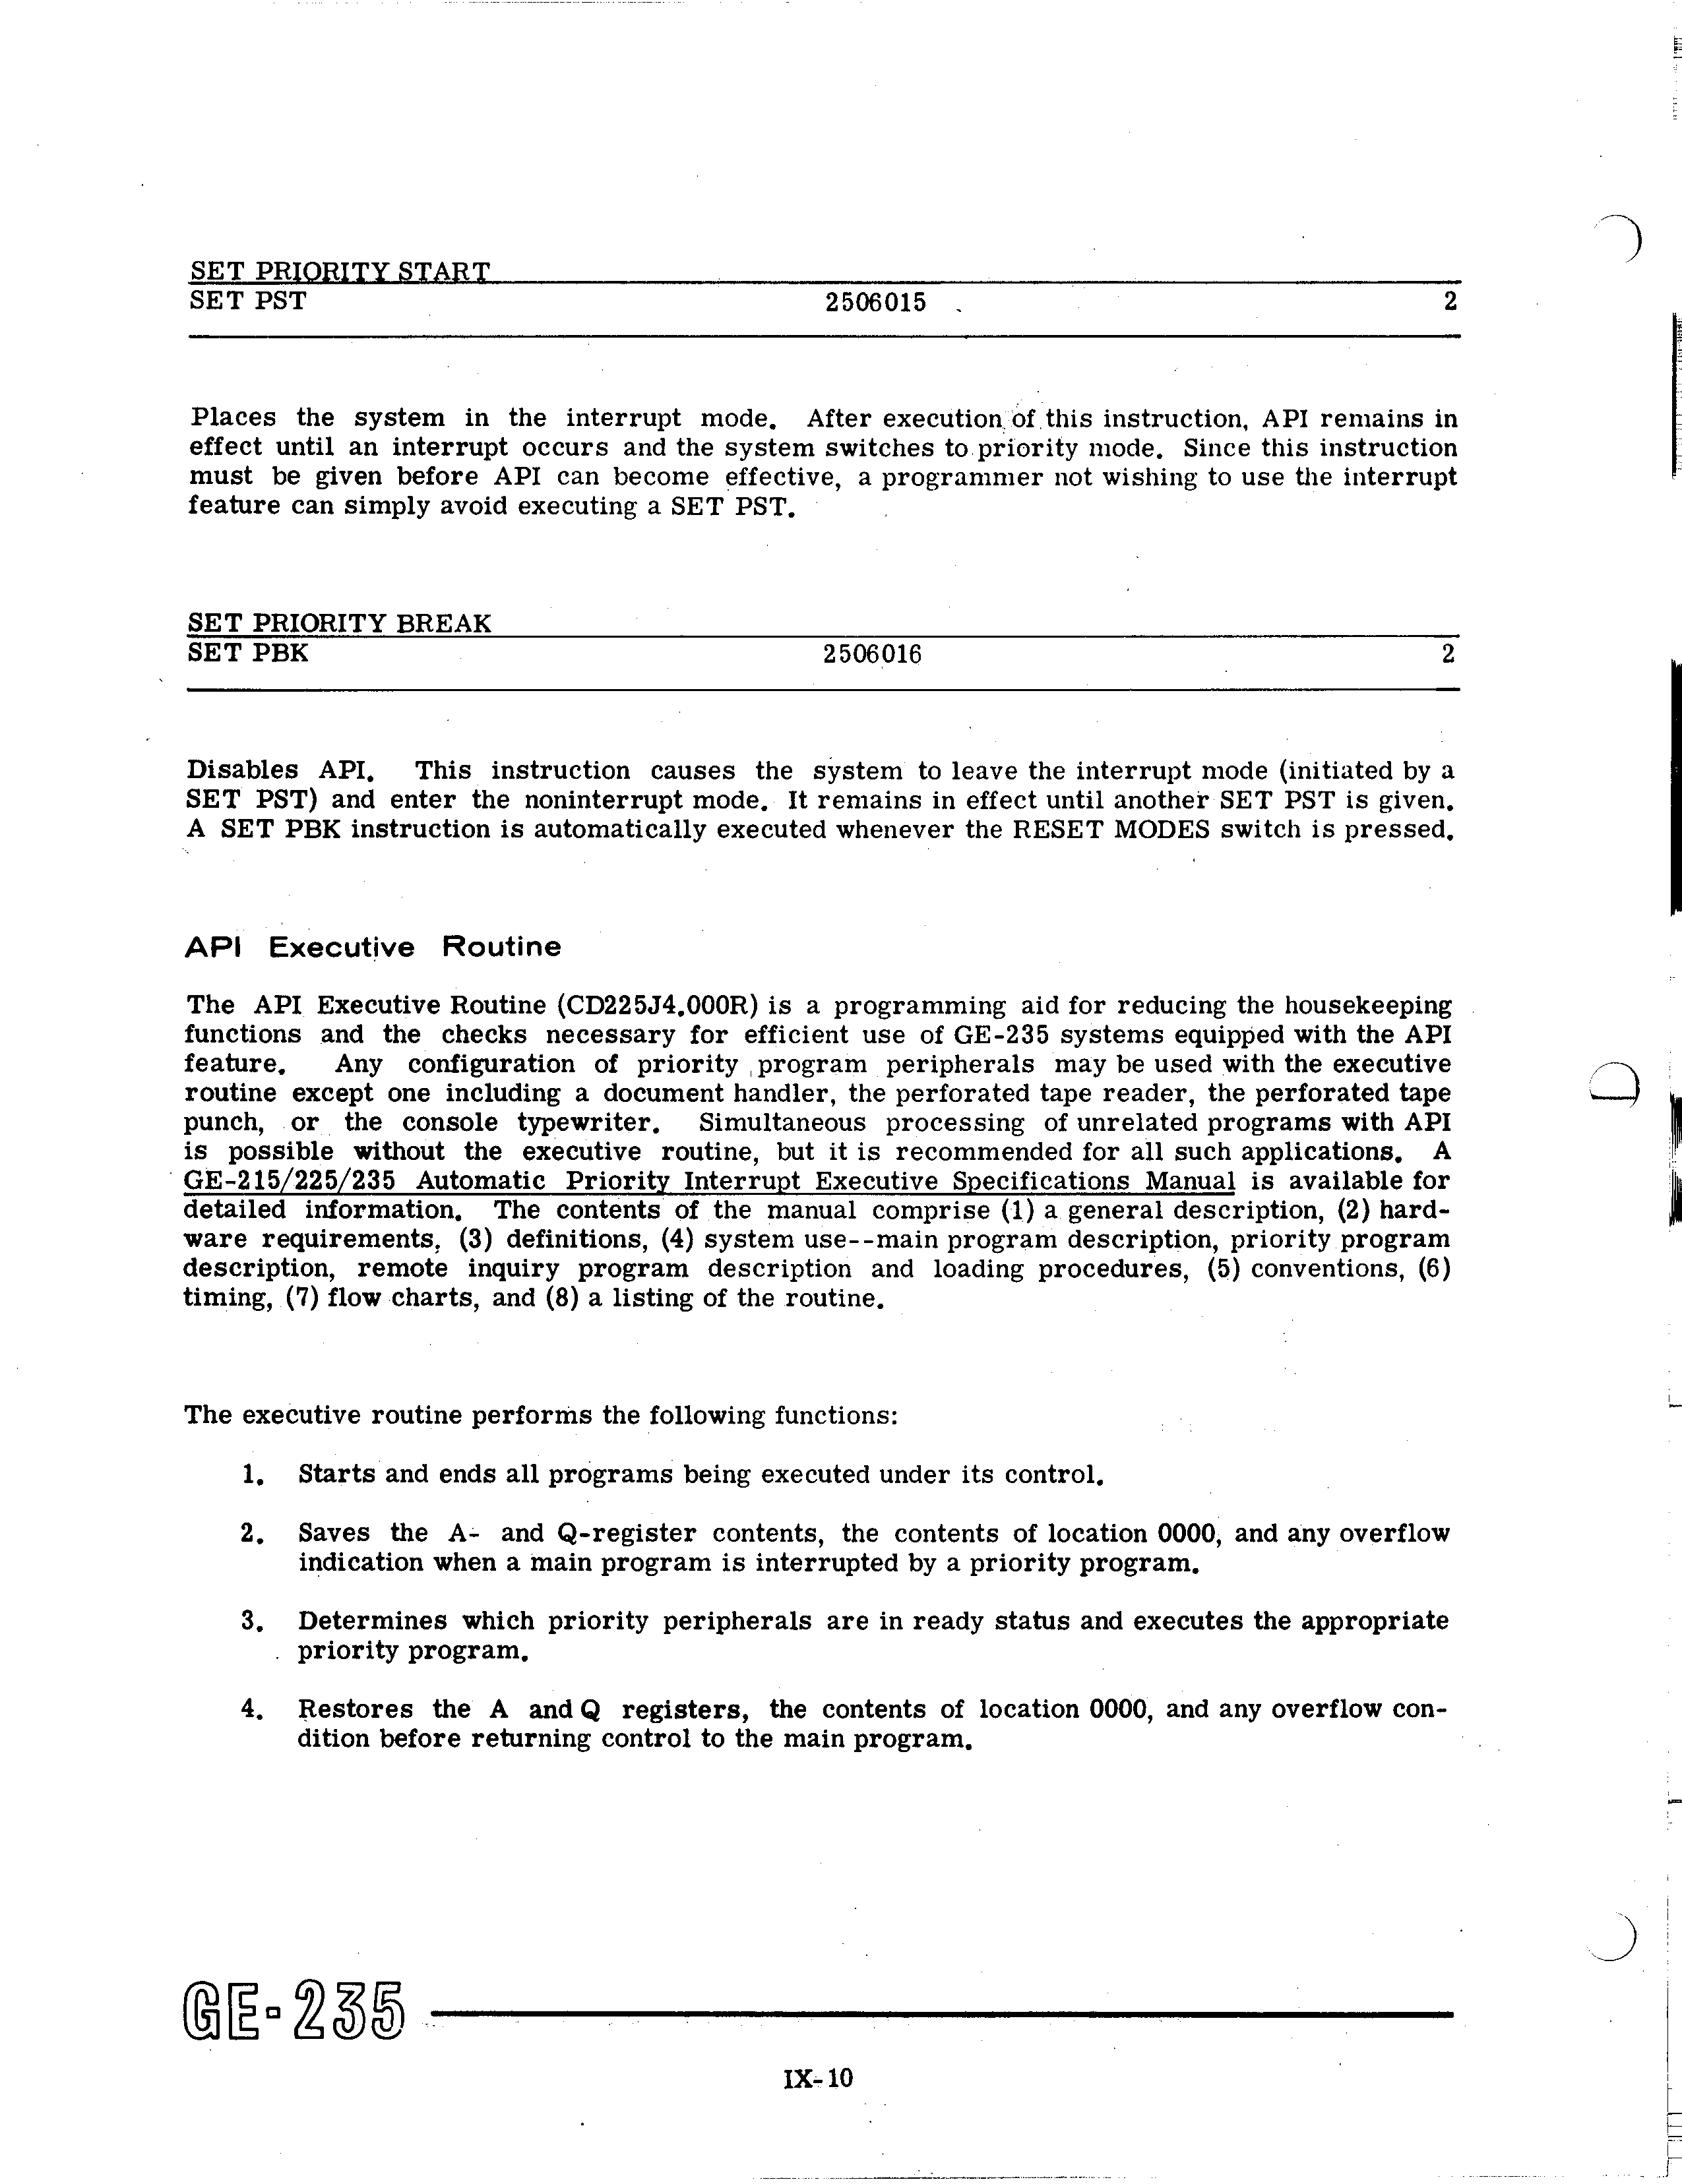 SET PRIORITY START
SET PST 2506015 2
Places the system in the interrupt mode. After execution of this instruction, API remains in
effect until an interrupt occurs and the system switches to priority mode. Since this instruction
must be given before API can become effective, a programmer not wishing to use the interrupt
feature can simply avoid executing a SET PST.
SET PRIORITY BREAK
SET PBK 2506016 2
Disables API. This instruction causes the system to leave the interrupt mode (initiated by a
SET PST) and enter the noninterrupt mode. It remains in effect until another SET PST is given.
A SET PBK instruction is automatically executed whenever the RESET MODES switch is pressed.
API Executive Routine
The API Executive Routine (CD225J4.000R) is a programming aid for reducing the housekeeping
functions and the checks necessary for efficient use of GE-235 systems equipped with the API
feature. Any configuration of priority program peripherals may be used with the executive
routine except one including a document handler, the perforated tape reader, the perforated tape
punch, or the console typewriter. Simultaneous processing of unrelated programs with API
is possible without the executive routine, but it is recommended for all such applications. A
GE-215/225/235 Automatic Priority Interrupt Executive Specifications Manual is available for
detailed information. The contents of the manual comprise (1) a general description, (2) hard-
ware requirements, (3) definitions, (4) system use--main program description, priority program
description, remote inquiry program description and loading procedures, (5) conventions, (6)
timing, (7) flow charts, and (8) a listing of the routine.
The executive routine performs the following functions:
1. Starts and ends all programs being executed under its control.
2. Saves the A- and Q-register contents, the contents of location 0000, and any overflow
indication when a main program is interrupted by a priority program.
3. Determines which priority peripherals are in ready status and executes the appropriate
priority program.
4. Restores the A and Q registers, the contents of location 0000, and any overflow con-
dition before returning control to the main program.
GE-235
IX-10